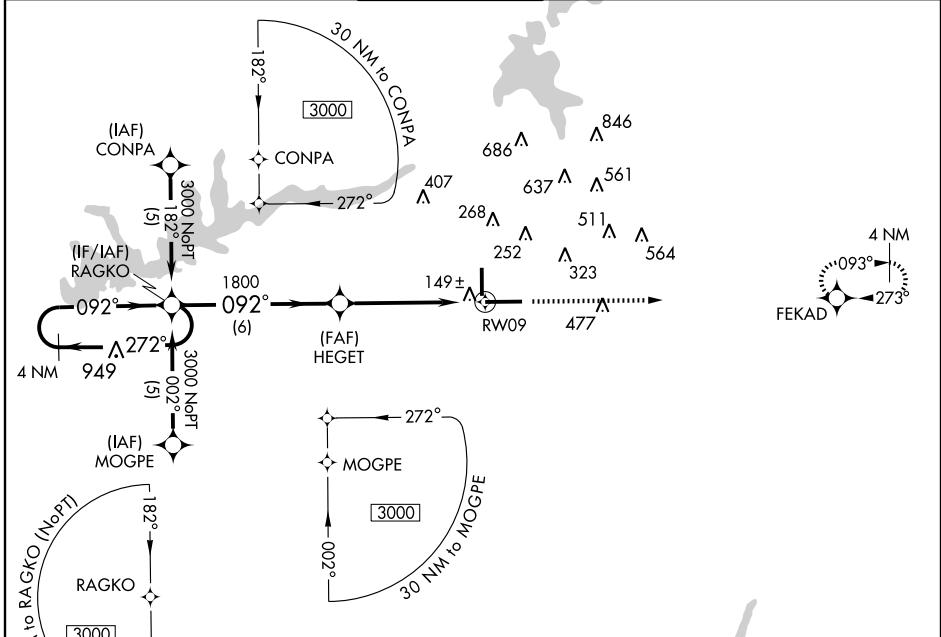 30 NM to CONPA
182°
3000
CONPA
272°
(IAF)
CONPA
3000 NoPT
182°
(5)
(IF/IAF)
RAGKO
092°
1800
092°
(6)
(FAF)
HEGET
272°
4 NM
949
3000 NoPT
002°
(5)
(IAF)
MOGPE
846
686
637
561
407
268
252
511
564
323
149±
RW09
477
4 NM
093°
273°
FEKAD
272°
MOGPE
3000
002°
30 NM to MOGPE
182°
to RAGKO (NoPT)
RAGKO
3000